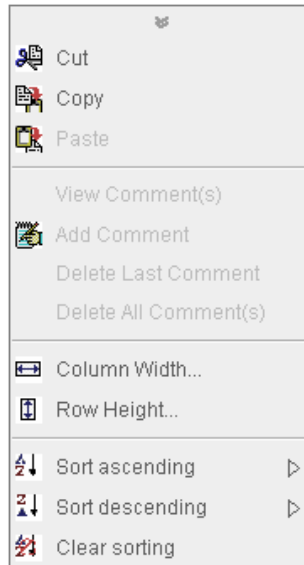 Cut
Copy
Paste
View Comment(s)
Add Comment
Delete Last Comment
Delete All Comment(s)
Column Width...
Row Height...
Sort ascending
Sort descending
Clear sorting